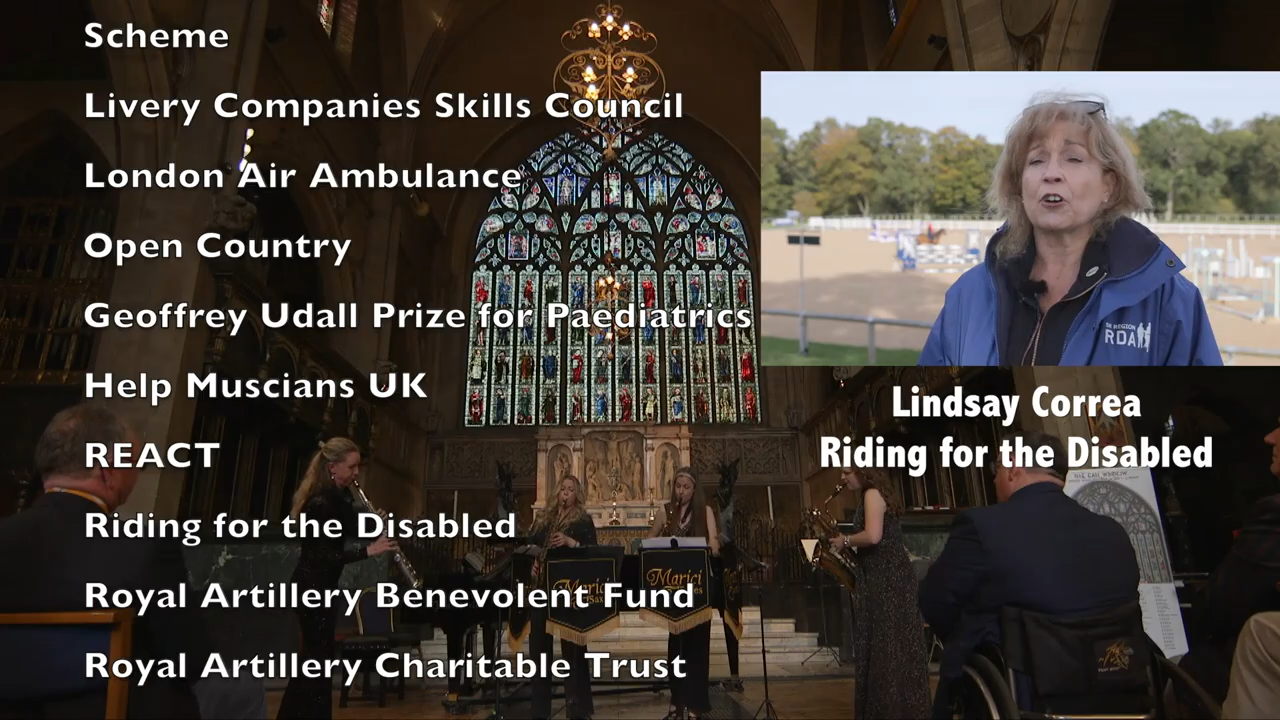 Scheme
Livery Companies Skills Council
London Air Ambulance
Open Country
Geoffrey Udall Prize for Paediatrics
Help Muscians UK
REACT
Riding for the Disabled
Royal Artillery Benevolent Fund
Royal Artillery Charitable Trust
REGION
RDA
Lindsay Correa
Riding for the Disabled
Marici
Marici